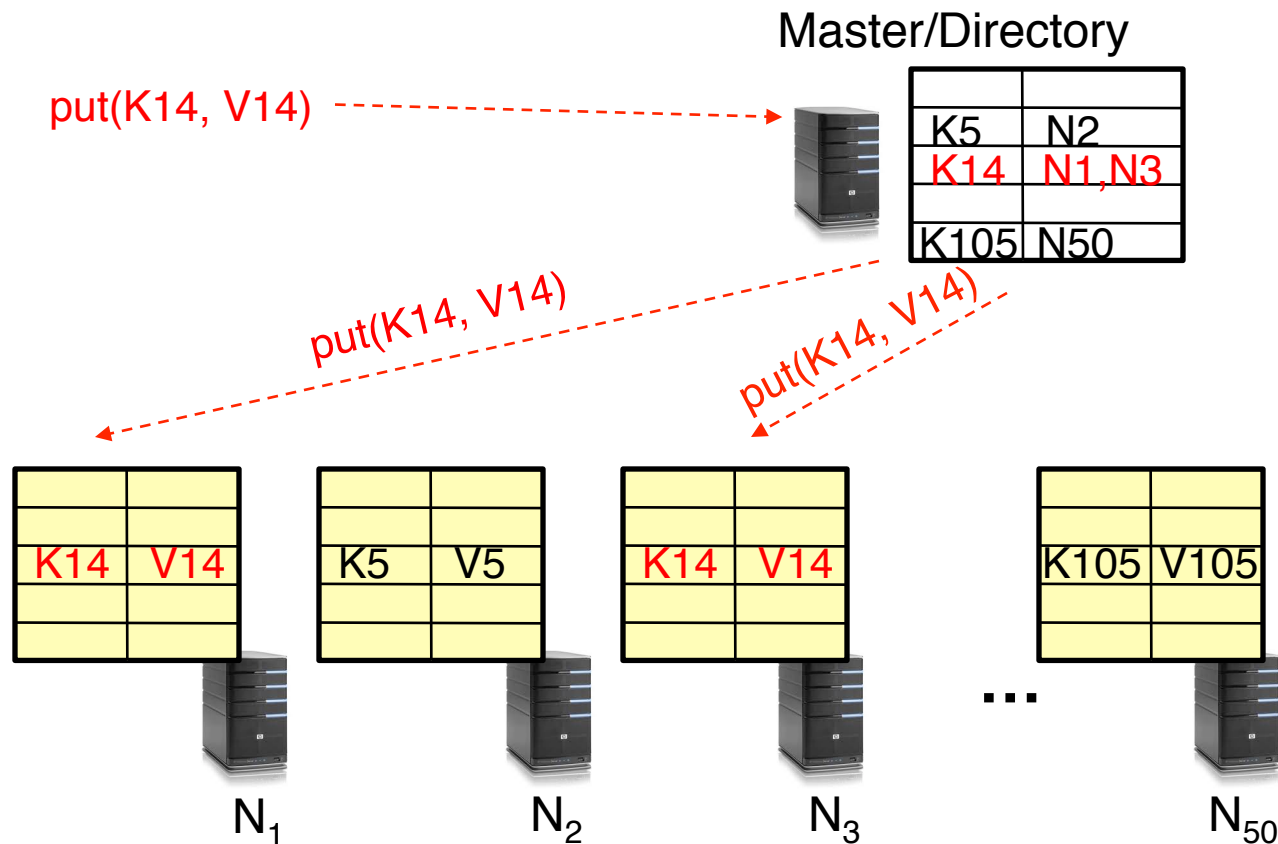 Master/Directory
put(K14, V14)
K5 N2
K14 N1,N3
K105 N50
put(K14, V14)
put(K14, V14)
K14 V14
K5 V5
K14 V14
K105 V105
...
N1
N2
N3
N50